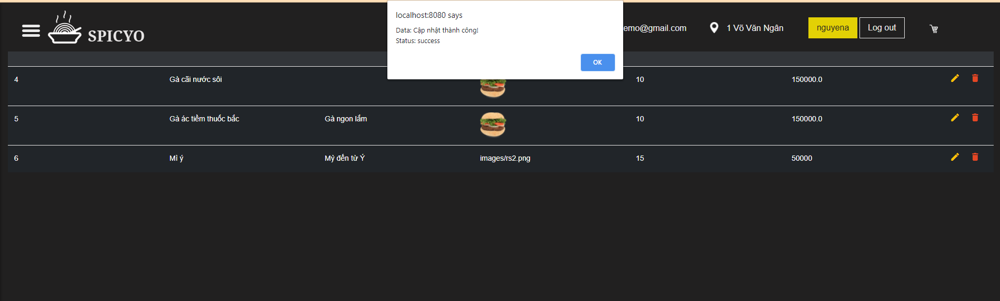 localhost:8080 says
Data: Cập nhật thành công!
Status: success
OK
SPICYO
emo@gmail.com
1 Võ Văn Ngân
nguyena
Log out
4 Gà cãi nước sôi 10 150000.0
5 Gà ác tiềm thuốc bắc Gà ngon lắm 10 150000.0
6 Mì ý Mỳ đến từ Ý images/rs2.png 15 50000